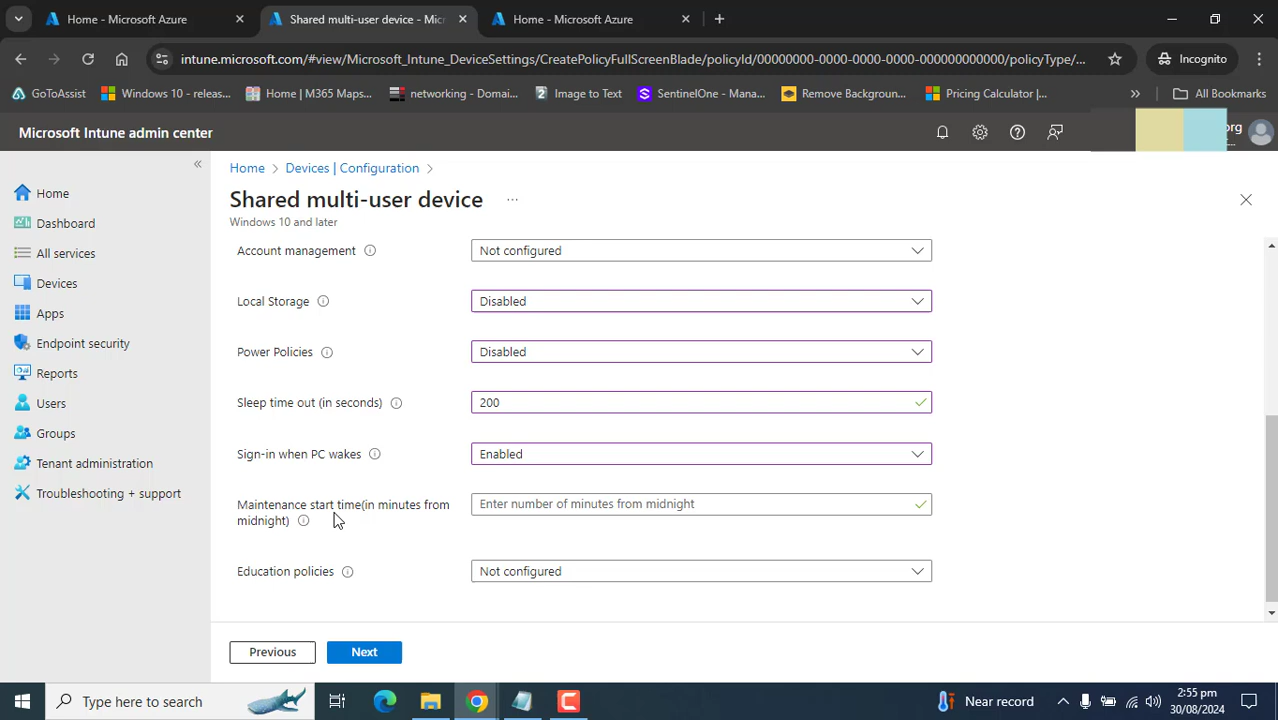 Home - Microsoft Azure
Shared multi-user device - Mic
Home - Microsoft Azure
intune.microsoft.com/#view/Microsoft_Intune_DeviceSettings/CreatePolicyFullScreenBlade/policyId/00000000-0000-0000-0000-000000000000/policyType/...
Incognito
GoToAssist
Windows 10 - releas...
Home | M365 Maps...
networking - Domai...
Image to Text
SentinelOne - Mana...
Remove Backgroun...
Pricing Calculator |...
All Bookmarks
Microsoft Intune admin center
org
Home
Dashboard
All services
Devices
Apps
Endpoint security
Reports
Users
Groups
Tenant administration
Troubleshooting + support
Home > Devices | Configuration >
Shared multi-user device ...
Windows 10 and later
Account management Not configured
Local Storage Disabled
Power Policies Disabled
Sleep time out (in seconds) 200
Sign-in when PC wakes Enabled
Maintenance start time(in minutes from Enter number of minutes from midnight
midnight)
Education policies Not configured
Previous
Next
Type here to search
Near record
2:55 pm
30/08/2024